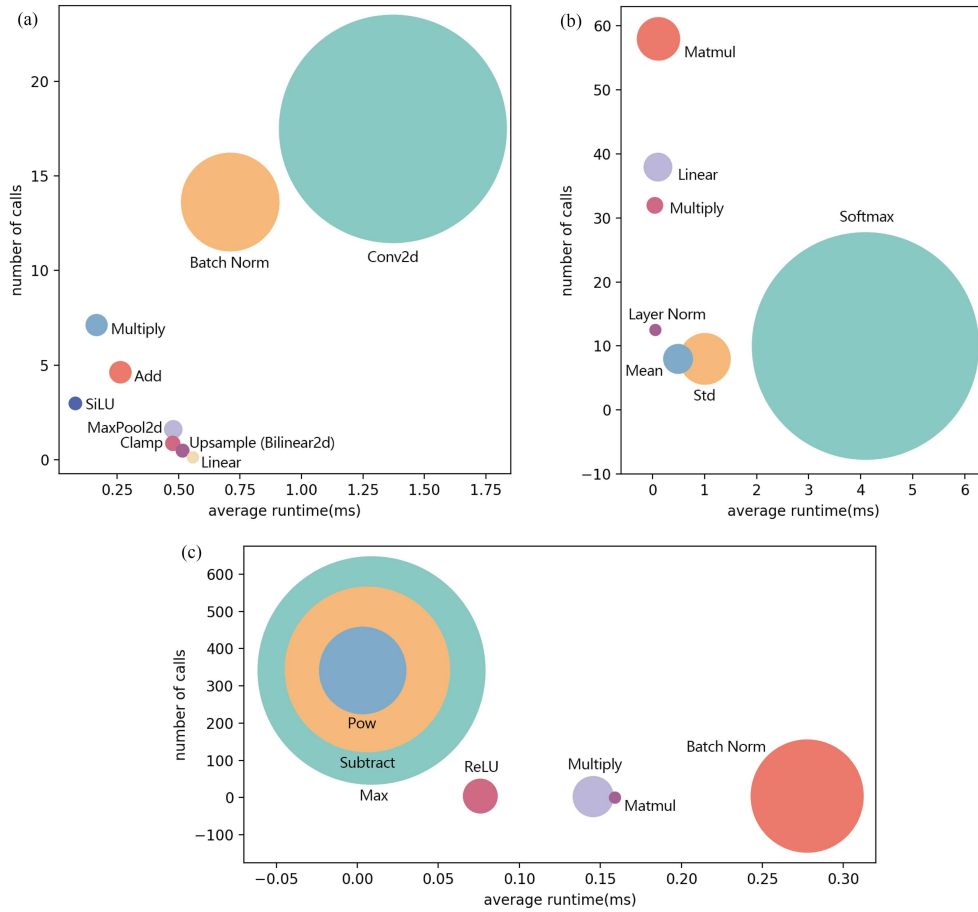 (a)
number of calls
20
15
10
5
0
Conv2d
Batch Norm
Multiply
Add
SiLU
MaxPool2d
Clamp
Upsample (Bilinear2d)
Linear
0.25 0.50 0.75 1.00 1.25 1.50 1.75
average runtime(ms)
(b)
number of calls
60
50
40
30
20
10
0
−10
Matmul
Linear
Multiply
Softmax
Layer Norm
Mean
Std
0 1 2 3 4 5 6
average runtime(ms)
(c)
number of calls
600
500
400
300
200
100
0
−100
Pow
Subtract
Max
ReLU
Multiply
Matmul
Batch Norm
−0.05 0.00 0.05 0.10 0.15 0.20 0.25 0.30
average runtime(ms)